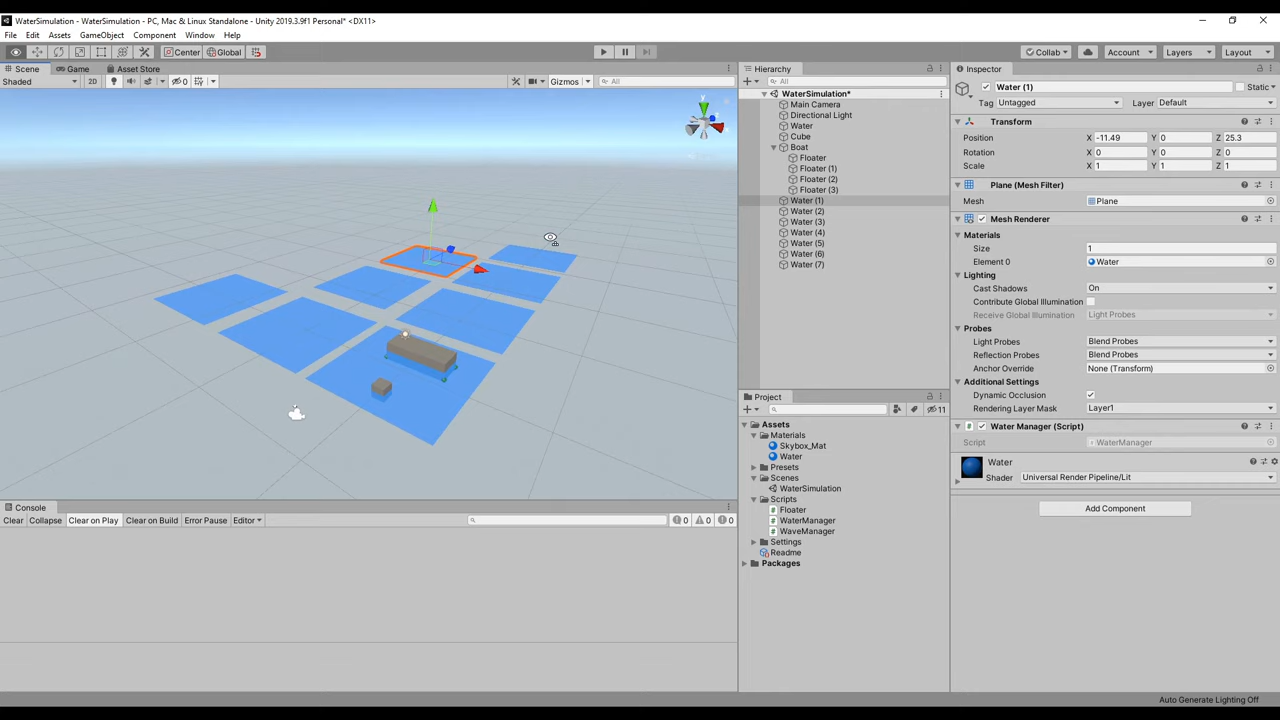 WaterSimulation - WaterSimulation - PC, Mac & Linux Standalone - Unity 2019.3.9f1 Personal* <DX11>
File Edit Assets GameObject Component Window Help
Center Global Collab Account Layers Layout
Scene Game Asset Store
Shaded 2D 0 Gizmos All
y
Hierarchy
All
WaterSimulation*
Main Camera
Directional Light
Water
Cube
Boat
Floater
Floater (1)
Floater (2)
Floater (3)
Water (1)
Water (2)
Water (3)
Water (4)
Water (5)
Water (6)
Water (7)
Project
11
Assets
Materials
Skybox_Mat
Water
Presets
Scenes
WaterSimulation
Scripts
Floater
WaterManager
WaveManager
Settings
Readme
Packages
Inspector
Water (1) Static
Tag Untagged Layer Default
Transform
Position X -11.49 Y 0 Z 25.3
Rotation X 0 Y 0 Z 0
Scale X 1 Y 1 Z 1
Plane (Mesh Filter)
Mesh Plane
Mesh Renderer
Materials
Size 1
Element 0 Water
Lighting
Cast Shadows On
Contribute Global Illumination
Receive Global Illumination Light Probes
Probes
Light Probes Blend Probes
Reflection Probes Blend Probes
Anchor Override None (Transform)
Additional Settings
Dynamic Occlusion
Rendering Layer Mask Layer1
Water Manager (Script)
Script WaterManager
Water
Shader Universal Render Pipeline/Lit
Add Component
Console
Clear Collapse Clear on Play Clear on Build Error Pause Editor 0 0 0
Auto Generate Lighting Off